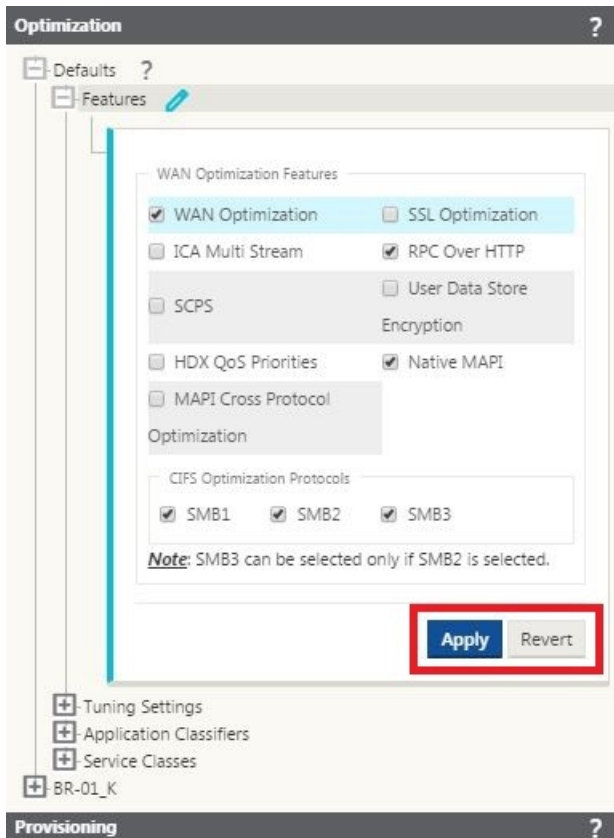 Optimization ?
Defaults ?
Features
WAN Optimization Features
WAN Optimization SSL Optimization
ICA Multi Stream RPC Over HTTP
SCPS User Data Store Encryption
HDX QoS Priorities Native MAPI
MAPI Cross Protocol Optimization
CIFS Optimization Protocols
SMB1 SMB2 SMB3
Note: SMB3 can be selected only if SMB2 is selected.
Apply Revert
Tuning Settings
Application Classifiers
Service Classes
BR-01_K
Provisioning ?